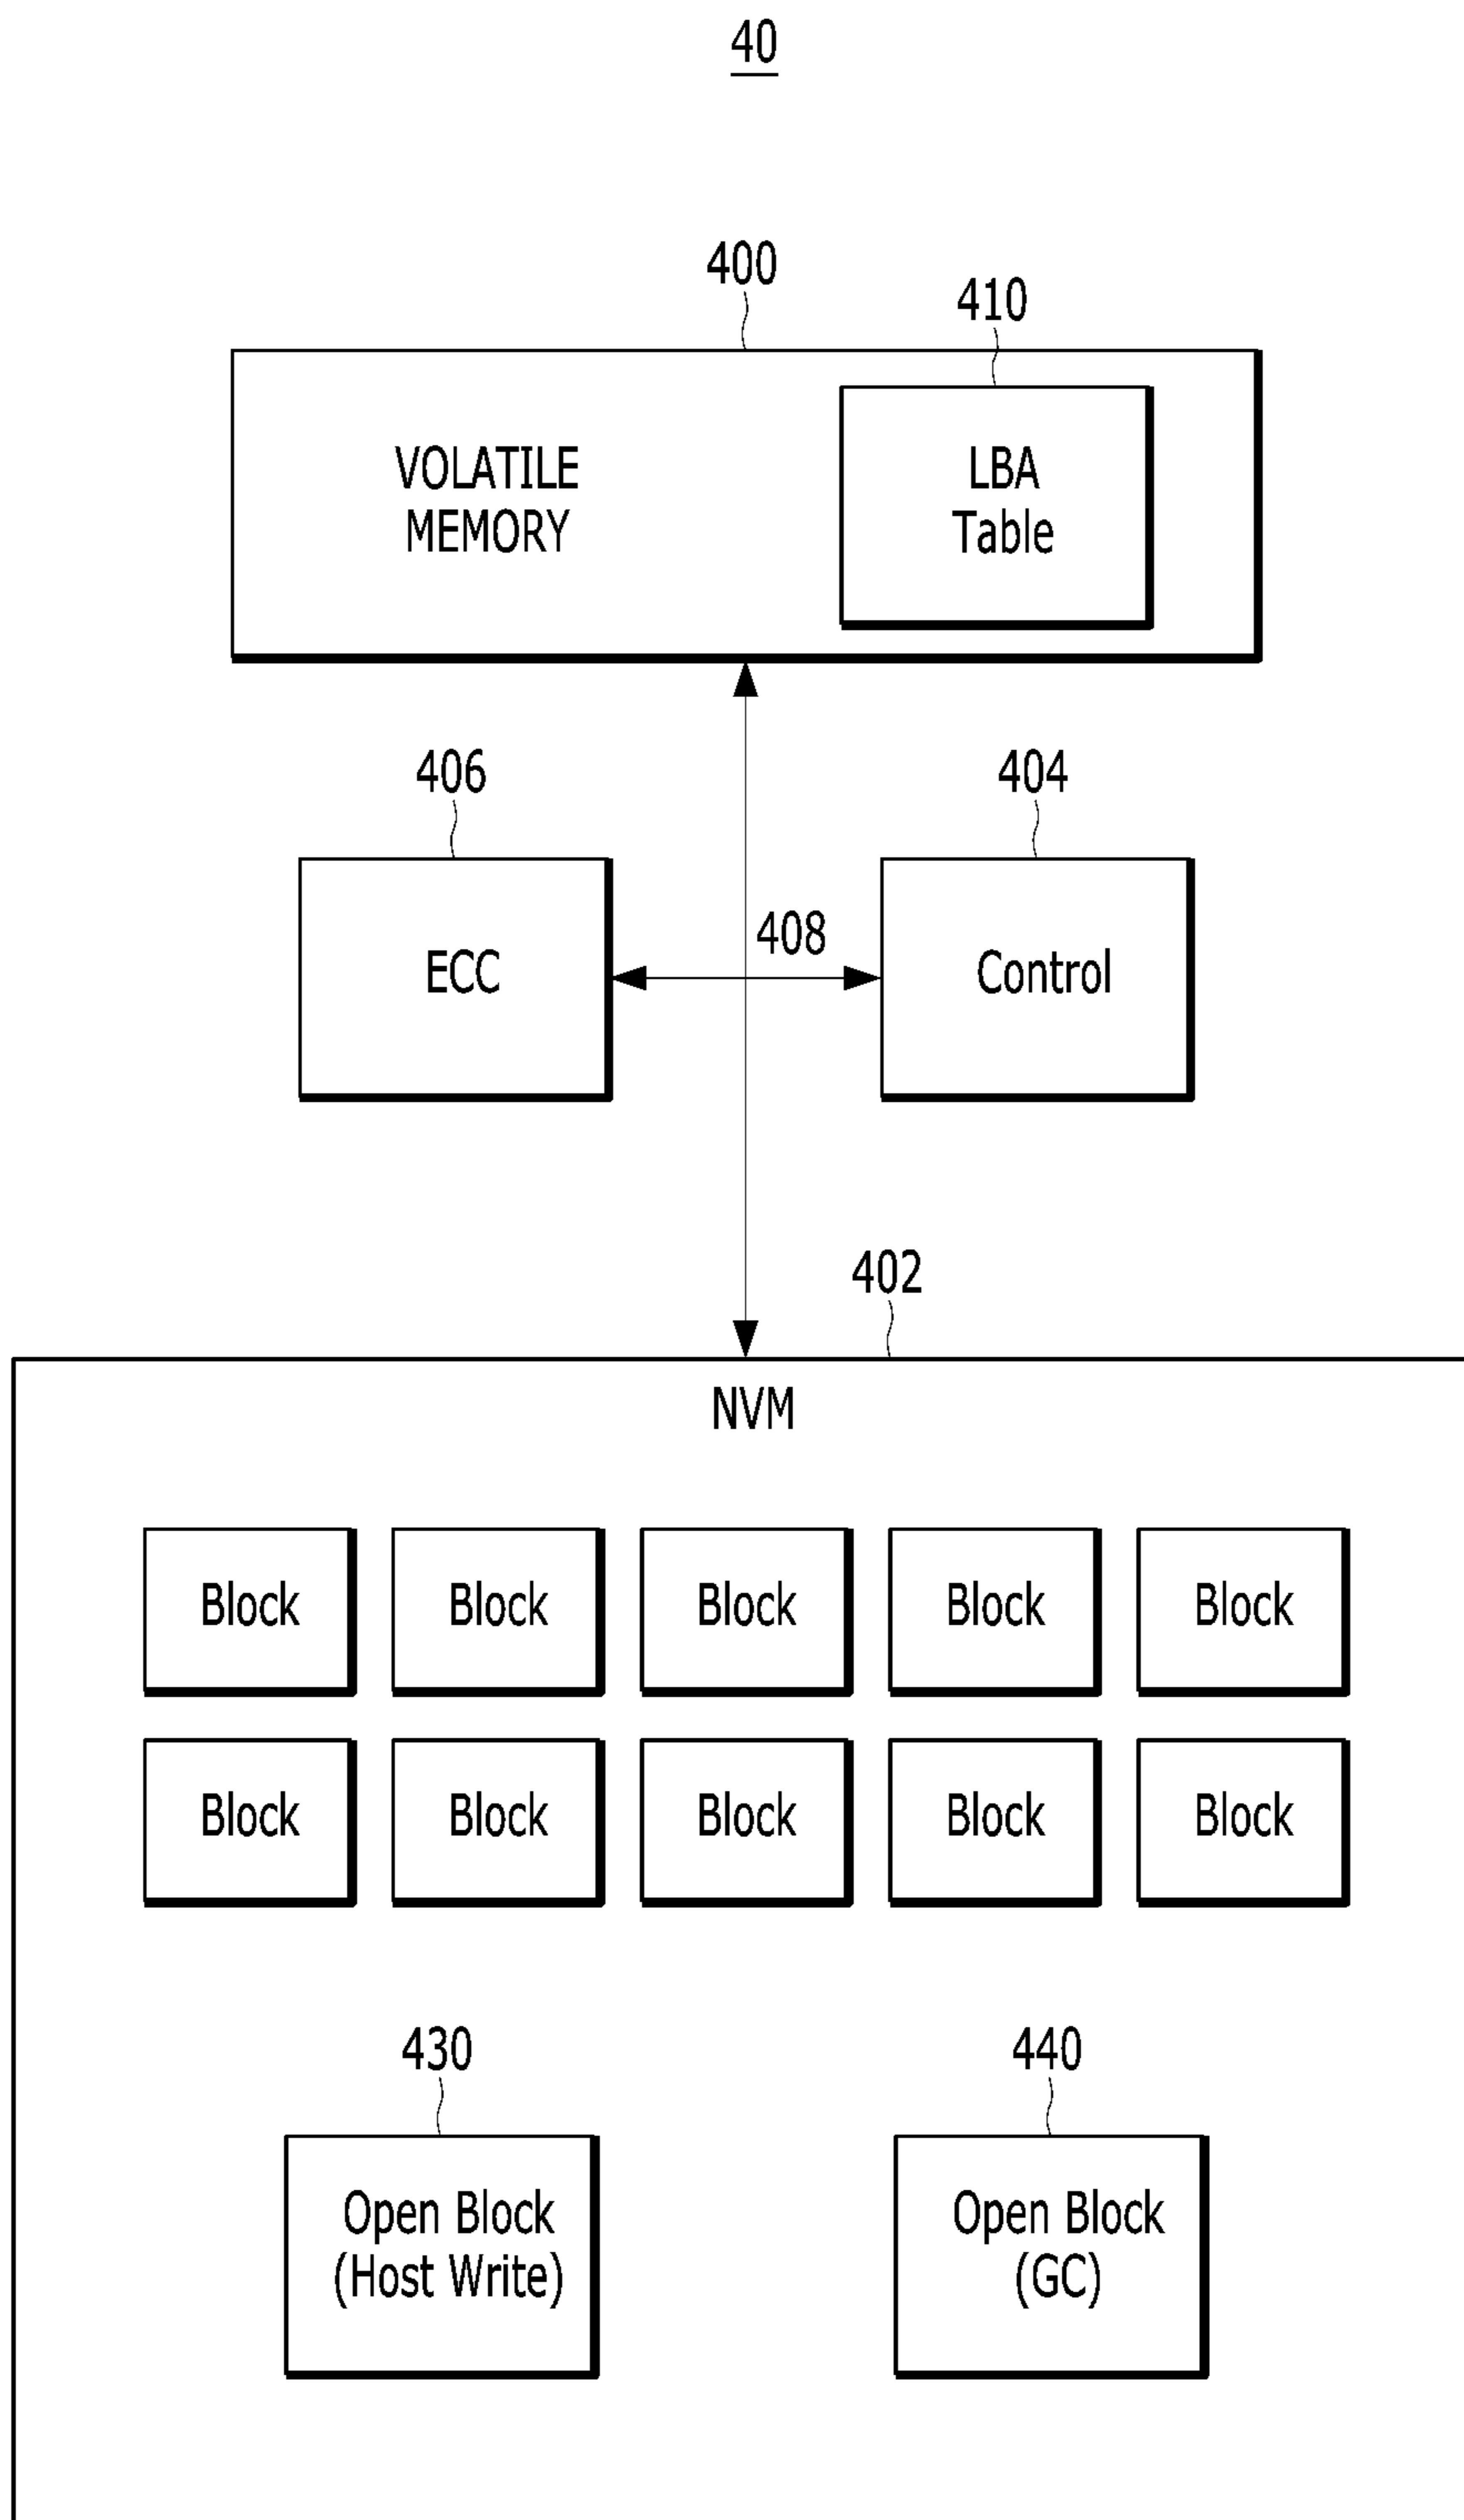 40
400
410
VOLATILE
MEMORY
LBA
Table
406
404
408
ECC
Control
402
NVM
Block Block Block Block Block
Block Block Block Block Block
430
440
Open Block
(Host Write)
Open Block
(GC)